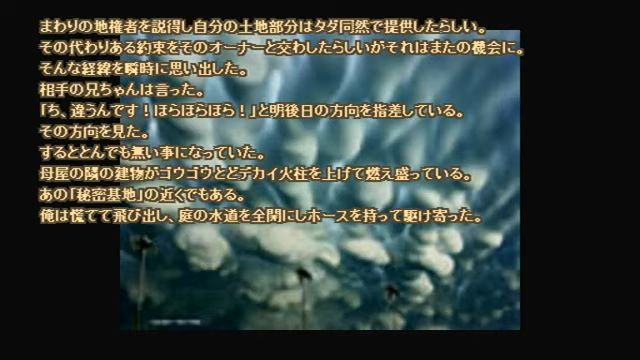 まわりの地権者を説得し自分の土地部分はタダ同然で提供したらしい。
その代わりある約束をそのオーナーと交わしたらしいがそれはまたの機会に。
そんな経緯を瞬時に思い出した。
相手の兄ちゃんは言った。
「ち、違うんです！ほらほらほら！」と明後日の方向を指差している。
その方向を見た。
するととんでも無い事になっていた。
母屋の隣の建物がゴウゴウとどデカイ火柱を上げて燃え盛っている。
あの「秘密基地」の近くでもある。
俺は慌てて飛び出し、庭の水道を全開にしホースを持って駆け寄った。